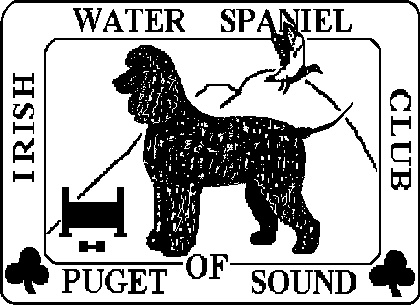 WATER SPANIEL
IRISH
CLUB
PUGET OF SOUND